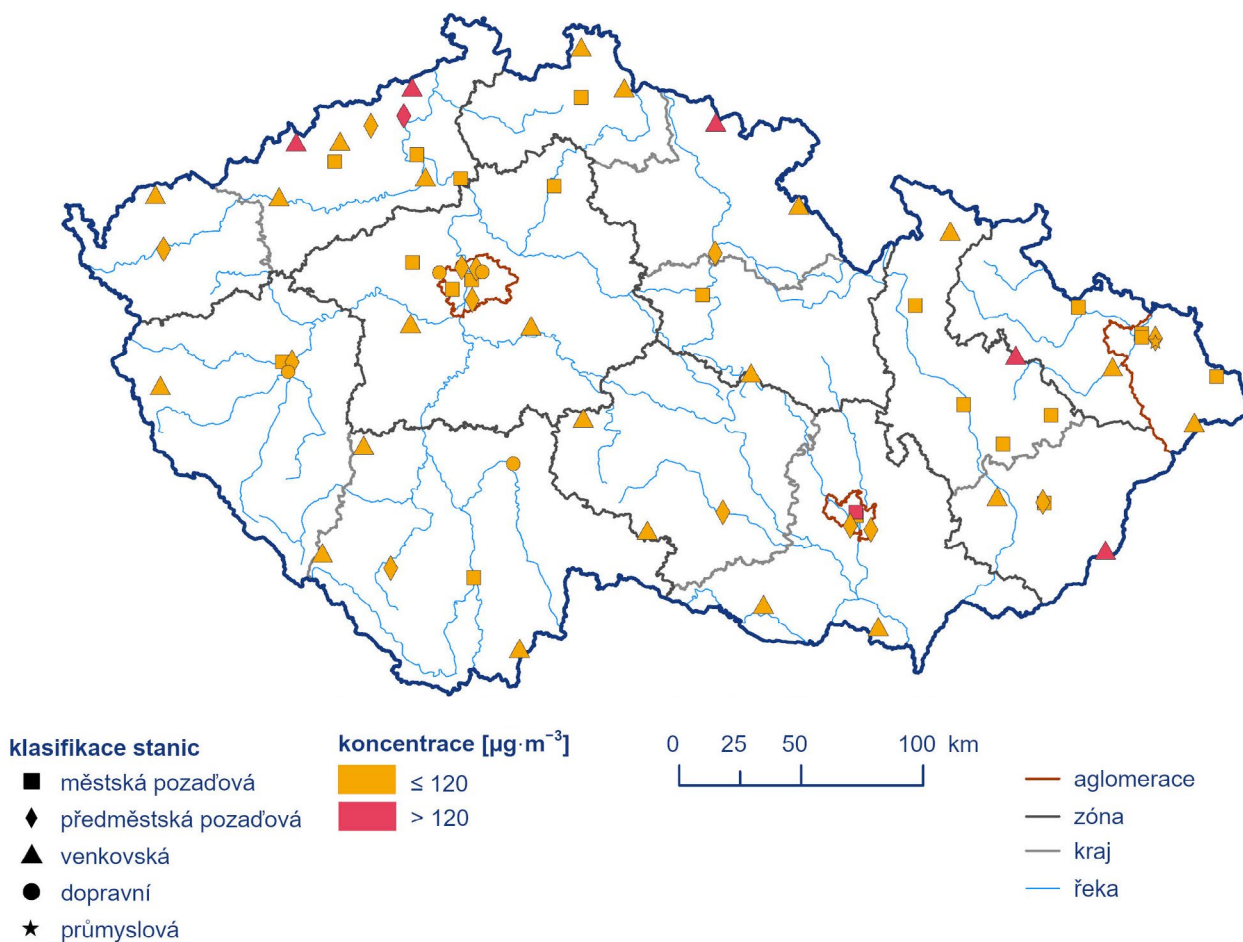 klasifikace stanic
městská pozaďová
předměstská pozaďová
venkovská
dopravní
průmyslová
koncentrace [µg·m⁻³]
≤ 120
> 120
0 25 50 100 km
aglomerace
zóna
kraj
řeka